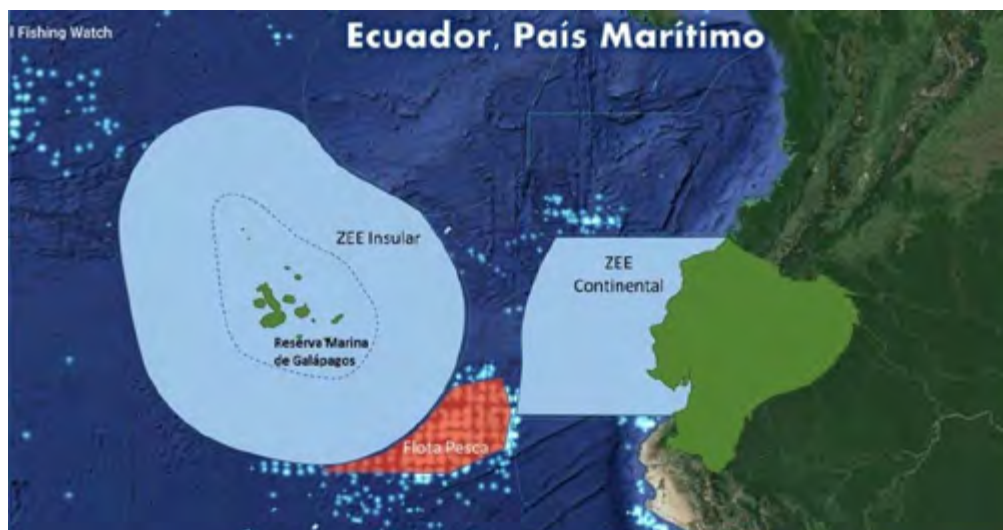 l Fishing Watch
Ecuador, País Marítimo
ZEE Insular
ZEE
Continental
Reserva Marina
de Galápagos
Flota Pesca